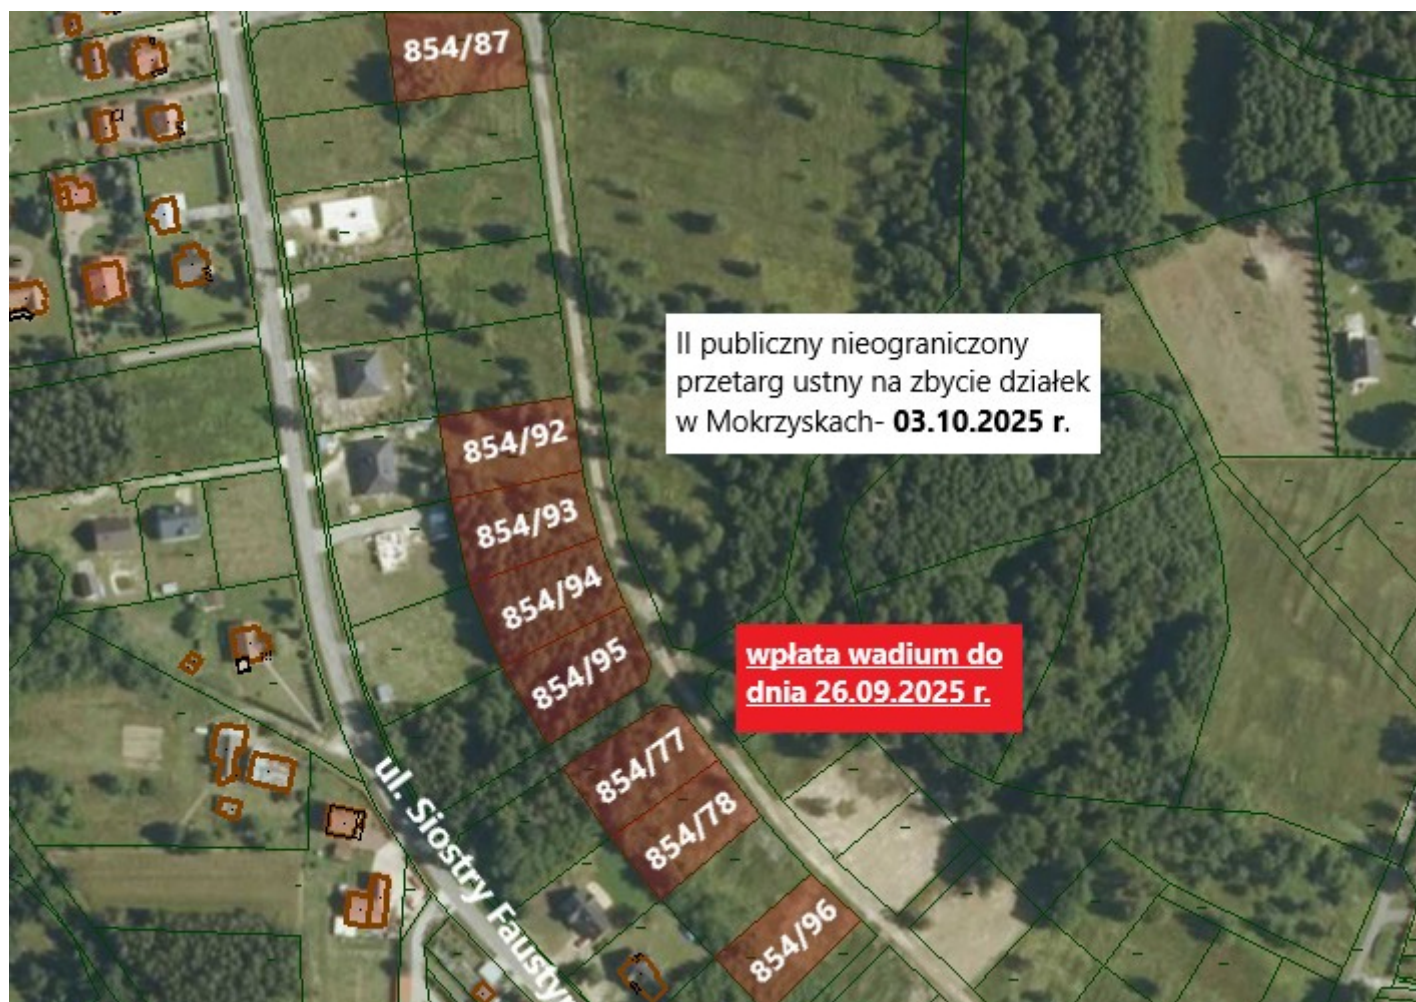 854/87
II publiczny nieograniczony
przetarg ustny na zbycie działek
w Mokrzyskach- 03.10.2025 r.
854/92
854/93
854/94
854/95
wpłata wadium do
dnia 26.09.2025 r.
854/77
854/78
854/96
ul. Siostry